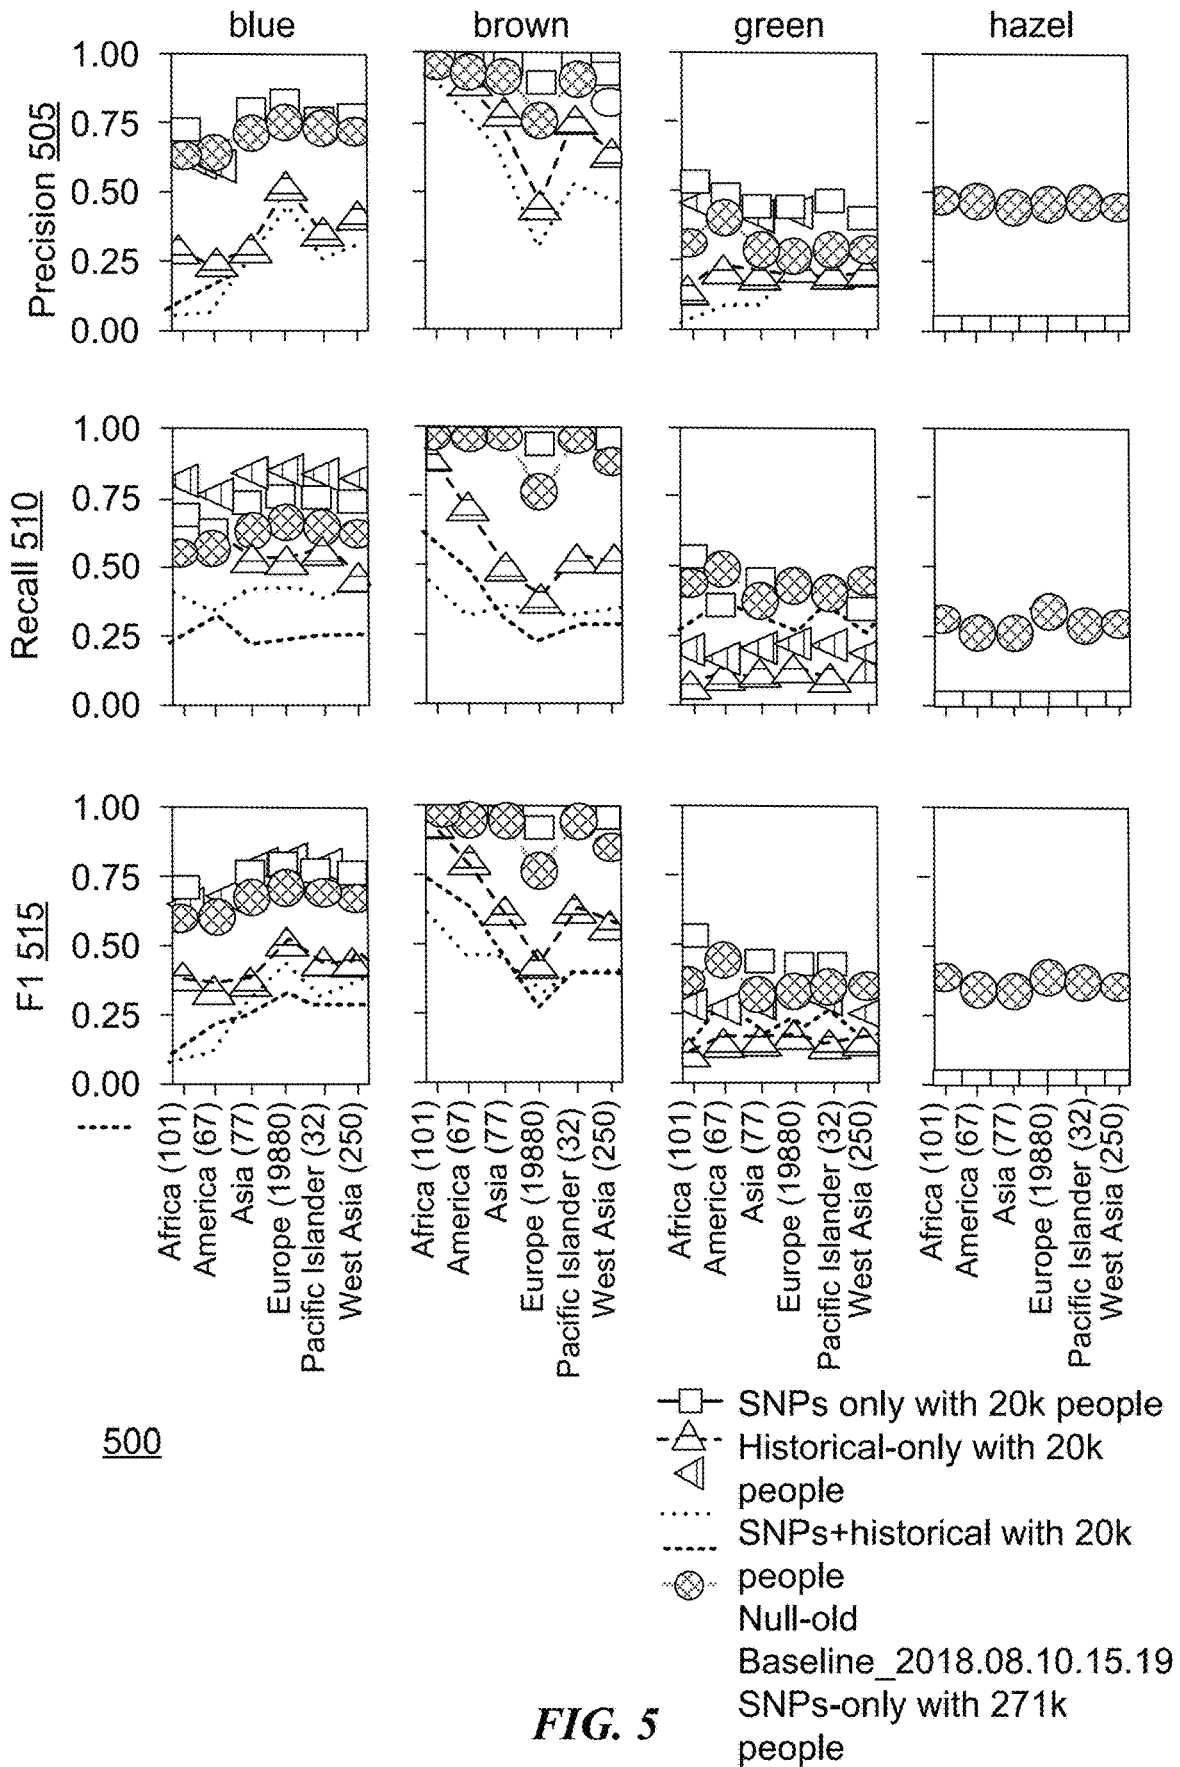 blue brown green hazel
Precision 505
1.00
0.75
0.50
0.25
0.00
Recall 510
1.00
0.75
0.50
0.25
0.00
F1 515
1.00
0.75
0.50
0.25
0.00
Africa (101)
America (67)
Asia (77)
Europe (19880)
Pacific Islander (32)
West Asia (250)
Africa (101)
America (67)
Asia (77)
Europe (19880)
Pacific Islander (32)
West Asia (250)
Africa (101)
America (67)
Asia (77)
Europe (19880)
Pacific Islander (32)
West Asia (250)
Africa (101)
America (67)
Asia (77)
Europe (19880)
Pacific Islander (32)
West Asia (250)
500
SNPs only with 20k people
Historical-only with 20k
people
SNPs+historical with 20k
people
Null-old
Baseline_2018.08.10.15.19
SNPs-only with 271k
people
FIG. 5